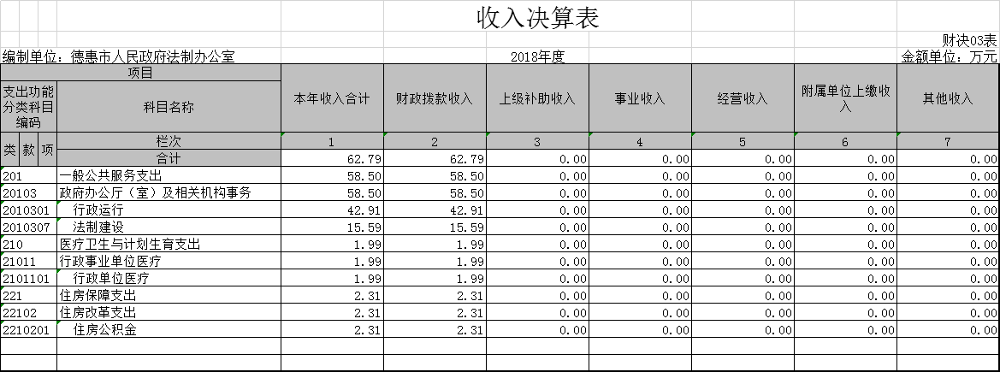 收入决算表
财决03表
编制单位：德惠市人民政府法制办公室 2018年度 金额单位：万元
项目 本年收入合计 财政拨款收入 上级补助收入 事业收入 经营收入 附属单位上缴收入 其他收入
支出功能分类科目编码 科目名称
类 款 项 栏次 1 2 3 4 5 6 7
合计 62.79 62.79 0.00 0.00 0.00 0.00 0.00
201 一般公共服务支出 58.50 58.50 0.00 0.00 0.00 0.00 0.00
20103 政府办公厅（室）及相关机构事务 58.50 58.50 0.00 0.00 0.00 0.00 0.00
2010301 行政运行 42.91 42.91 0.00 0.00 0.00 0.00 0.00
2010307 法制建设 15.59 15.59 0.00 0.00 0.00 0.00 0.00
210 医疗卫生与计划生育支出 1.99 1.99 0.00 0.00 0.00 0.00 0.00
21011 行政事业单位医疗 1.99 1.99 0.00 0.00 0.00 0.00 0.00
2101101 行政单位医疗 1.99 1.99 0.00 0.00 0.00 0.00 0.00
221 住房保障支出 2.31 2.31 0.00 0.00 0.00 0.00 0.00
22102 住房改革支出 2.31 2.31 0.00 0.00 0.00 0.00 0.00
2210201 住房公积金 2.31 2.31 0.00 0.00 0.00 0.00 0.00